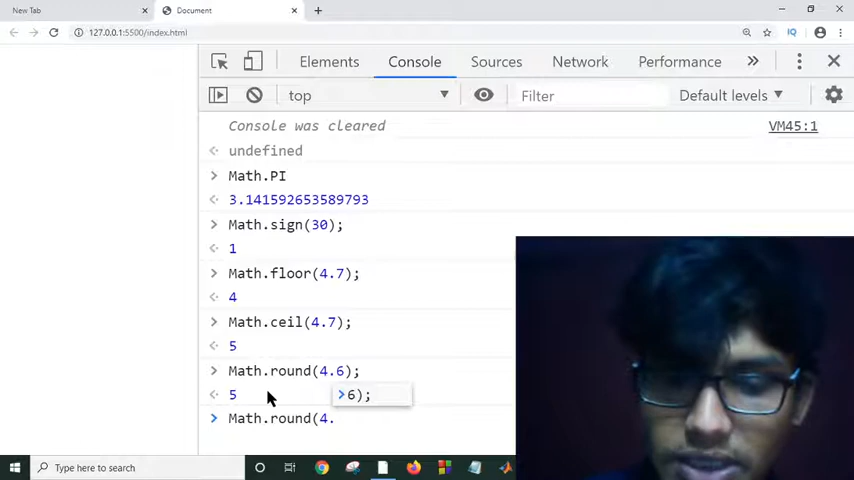 New Tab
Document
127.0.0.1:5500/index.html
IQ
Elements Console Sources Network Performance
top Filter Default levels
Console was cleared VM45:1
undefined
Math.PI
3.141592653589793
Math.sign(30);
1
Math.floor(4.7);
4
Math.ceil(4.7);
5
Math.round(4.6);
5
6);
Math.round(4.
Type here to search